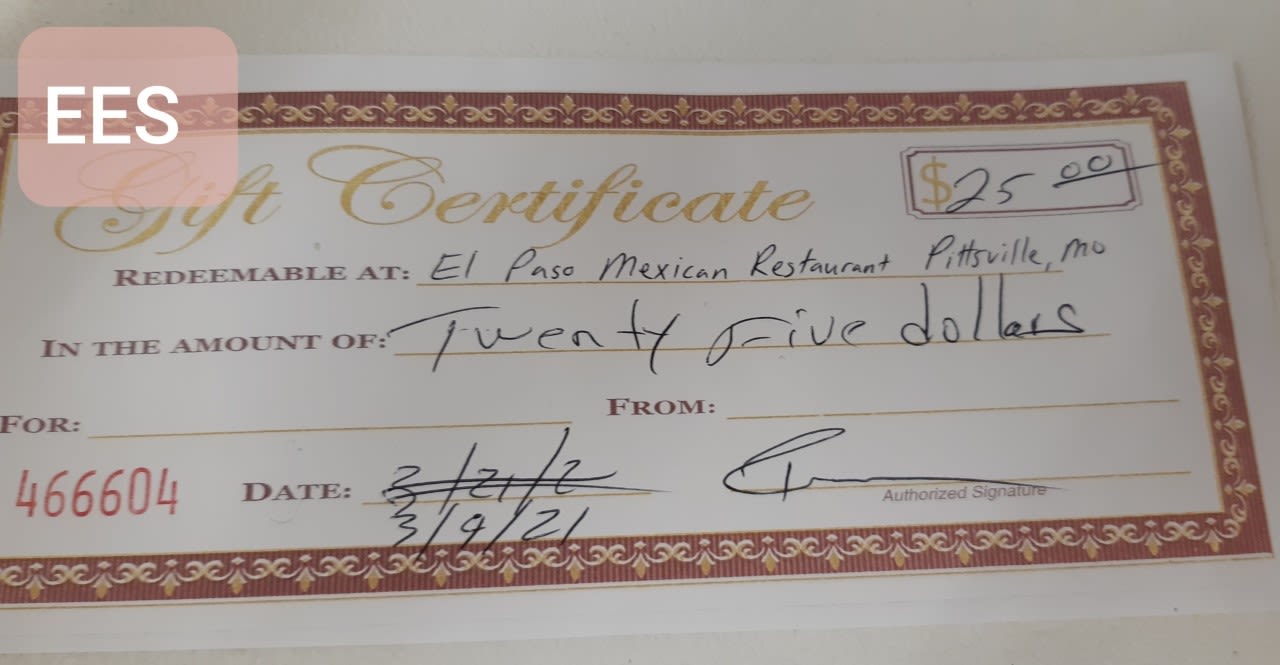 EES
Gift Certificate $25 00
REDEEMABLE AT: El Paso Mexican Restaurant Pittsville, Mo
IN THE AMOUNT OF: Twenty Five dollars
FOR: FROM:
466604 DATE: 3/21/2
Authorized Signature
3/9/21